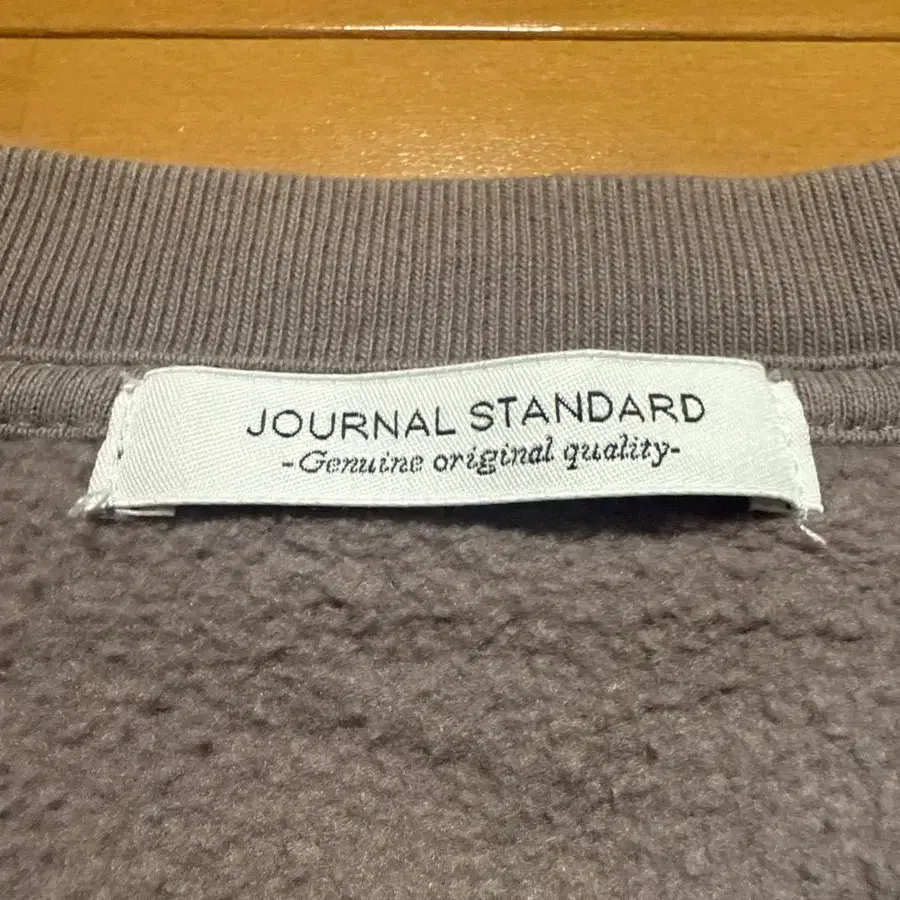 JOURNAL STANDARD
-Genuine original quality-